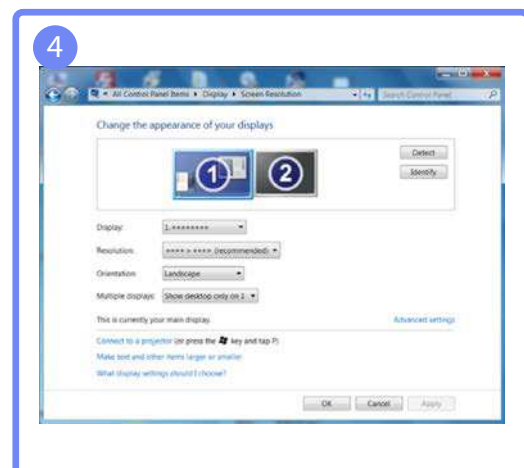 4
All Control Panel Items ▸ Display ▸ Screen Resolution
Search Control Panel
Change the appearance of your displays
1
2
Detect
Identify
Display: 1.********
Resolution: **** x **** (recommended)
Orientation: Landscape
Multiple displays: Show desktop only on 1
This is currently your main display.
Advanced settings
Connect to a projector (or press the key and tap P)
Make text and other items larger or smaller
What display settings should I choose?
OK
Cancel
Apply